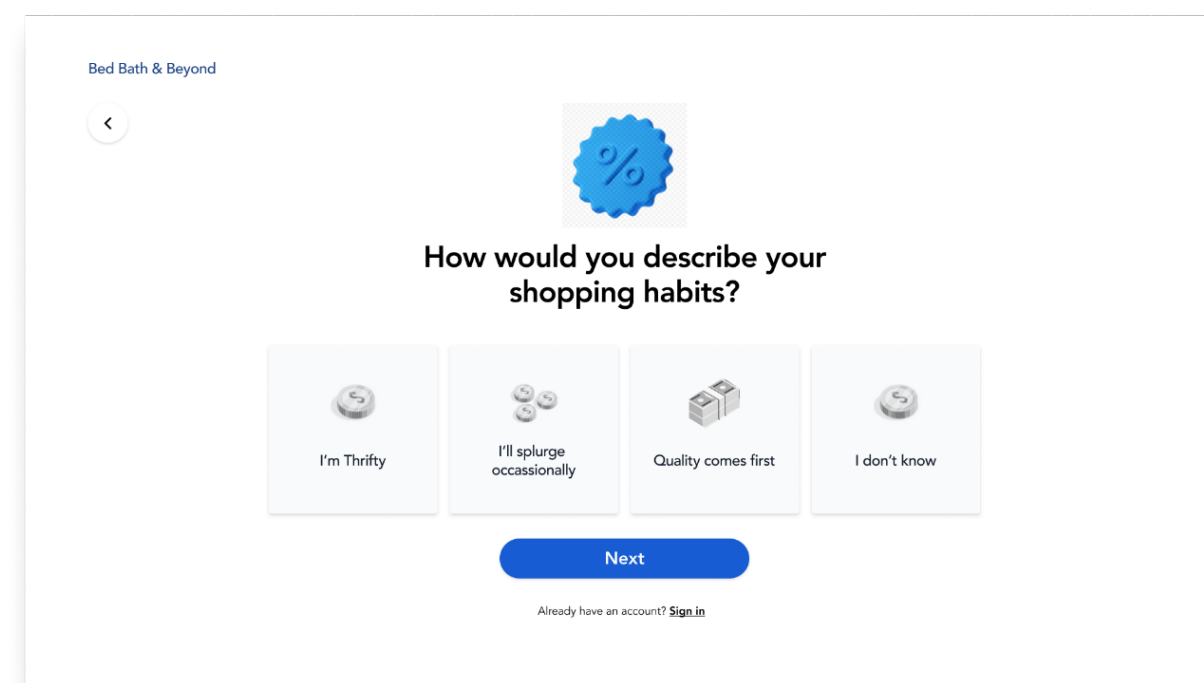 Bed Bath & Beyond
%
How would you describe your
shopping habits?
I'm Thrifty
I'll splurge
occassionally
Quality comes first
I don't know
Next
Already have an account? Sign in